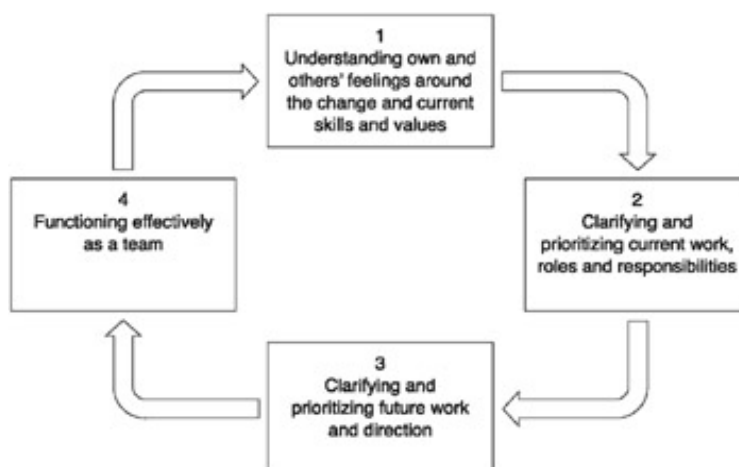 1
Understanding own and
others' feelings around
the change and current
skills and values
2
Clarifying and
prioritizing current work,
roles and responsibilities
3
Clarifying and
prioritizing future work
and direction
4
Functioning effectively
as a team